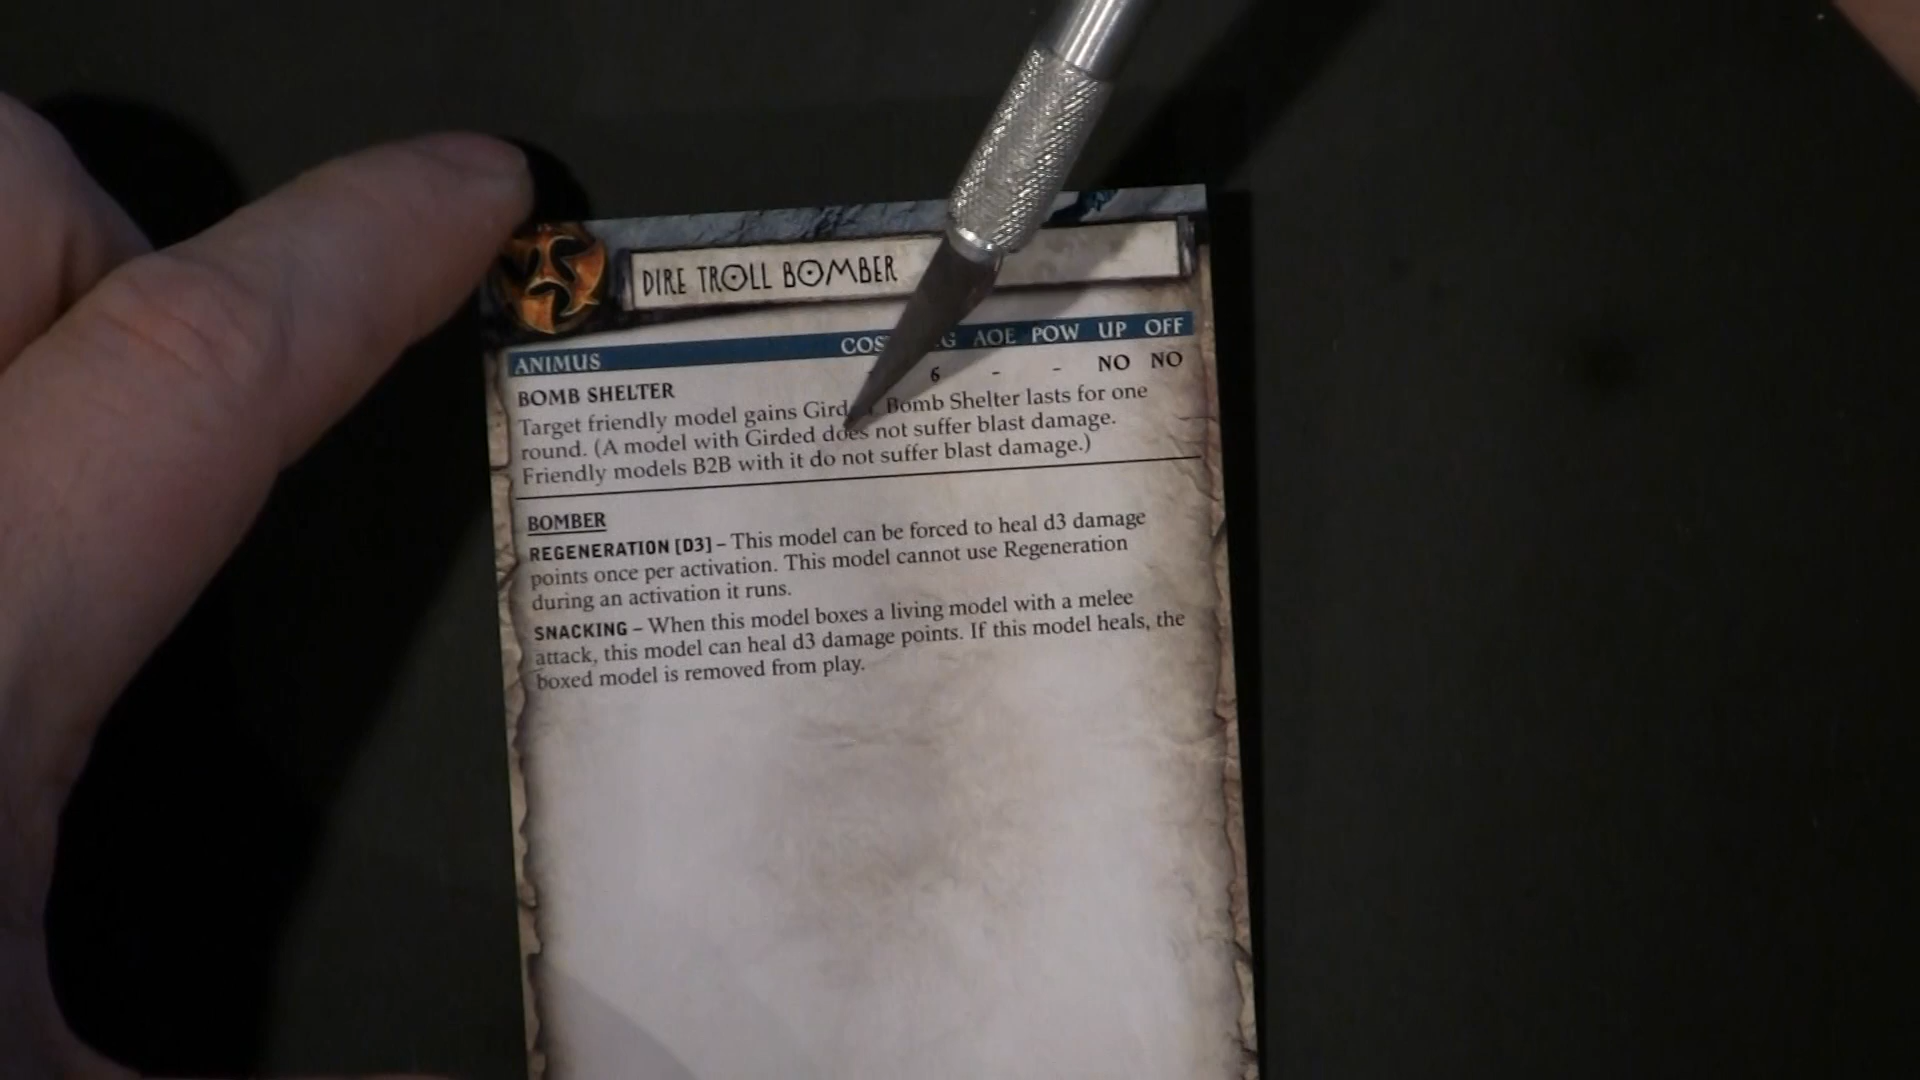 DIRE TROLL BOMBER
ANIMUS AOE POW UP OFF
BOMB SHELTER 6 - - NO NO
Target friendly model gains Bomb Shelter lasts for one
round. (A model with Girded does not suffer blast damage.
Friendly models B2B with it do not suffer blast damage.)
BOMBER
REGENERATION [D3] – This model can be forced to heal d3 damage
points once per activation. This model cannot use Regeneration
during an activation it runs.
SNACKING – When this model boxes a living model with a melee
attack, this model can heal d3 damage points. If this model heals, the
boxed model is removed from play.